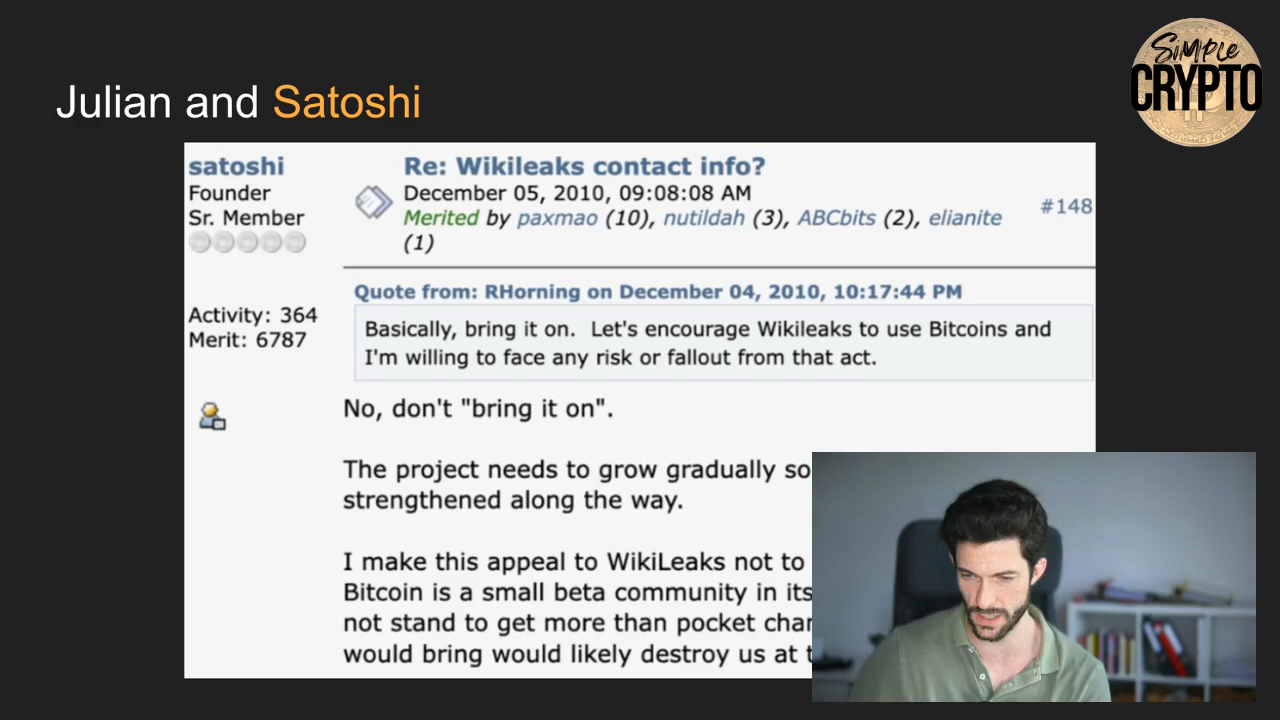 Julian and Satoshi
SiMPLE
CRYPTO
satoshi
Founder
Sr. Member
Activity: 364
Merit: 6787
Re: Wikileaks contact info?
December 05, 2010, 09:08:08 AM
Merited by paxmao (10), nutildah (3), ABCbits (2), elianite
(1)
#148
Quote from: RHorning on December 04, 2010, 10:17:44 PM
Basically, bring it on.  Let's encourage Wikileaks to use Bitcoins and
I'm willing to face any risk or fallout from that act.
No, don't "bring it on".
The project needs to grow gradually so
strengthened along the way.
I make this appeal to WikiLeaks not to
Bitcoin is a small beta community in its
not stand to get more than pocket
would bring would likely destroy us at